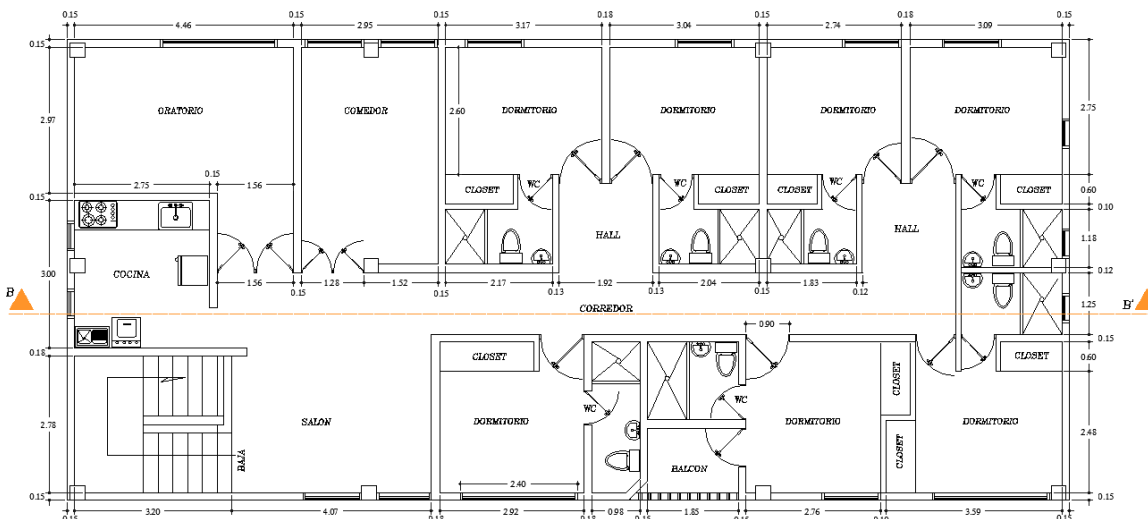 0.15 0.15 0.15 0.18 0.15 0.18 0.15
4.46 2.95 3.17 3.04 2.74 3.09
0.15 0.15
ORATORIO COMEDOR DORMITORIO DORMITORIO DORMITORIO DORMITORIO
2.60 2.75
2.97
0.15
2.75 1.56
WC WC WC WC
0.15 CLOSET CLOSET CLOSET CLOSET 0.60
0.10
HALL HALL
1.18
COCINA
3.00 0.12
1.56 1.28 1.52 2.17 1.92 2.04 1.83
0.15 0.15 0.13 0.13 0.15 0.12
B CORREDOR B'
1.25
0.90
0.15
0.18 CLOSET CLOSET 0.60
CLOSET
2.78 WC WC
SALON DORMITORIO DORMITORIO DORMITORIO
2.48
BAJA BALCON CLOSET
2.40
0.15 0.15
3.20 4.07 2.92 0.98 1.85 2.76 3.59
0.15 0.15 0.15 0.15 0.15 0.15